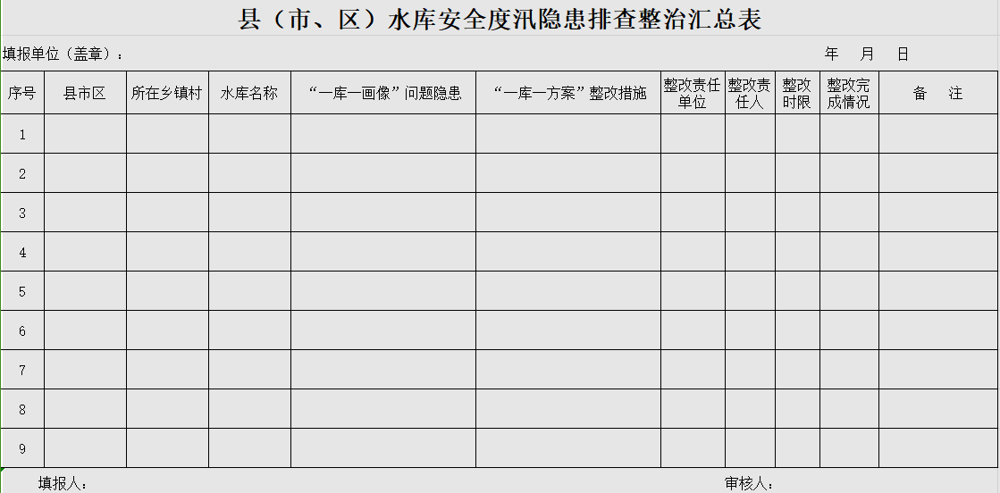 县（市、区）水库安全度汛隐患排查整治汇总表
填报单位（盖章）： 年 月 日
序号 县市区 所在乡镇村 水库名称 “一库一画像”问题隐患 “一库一方案”整改措施 整改责任单位 整改责任人 整改时限 整改完成情况 备 注
1
2
3
4
5
6
7
8
9
填报人： 审核人：